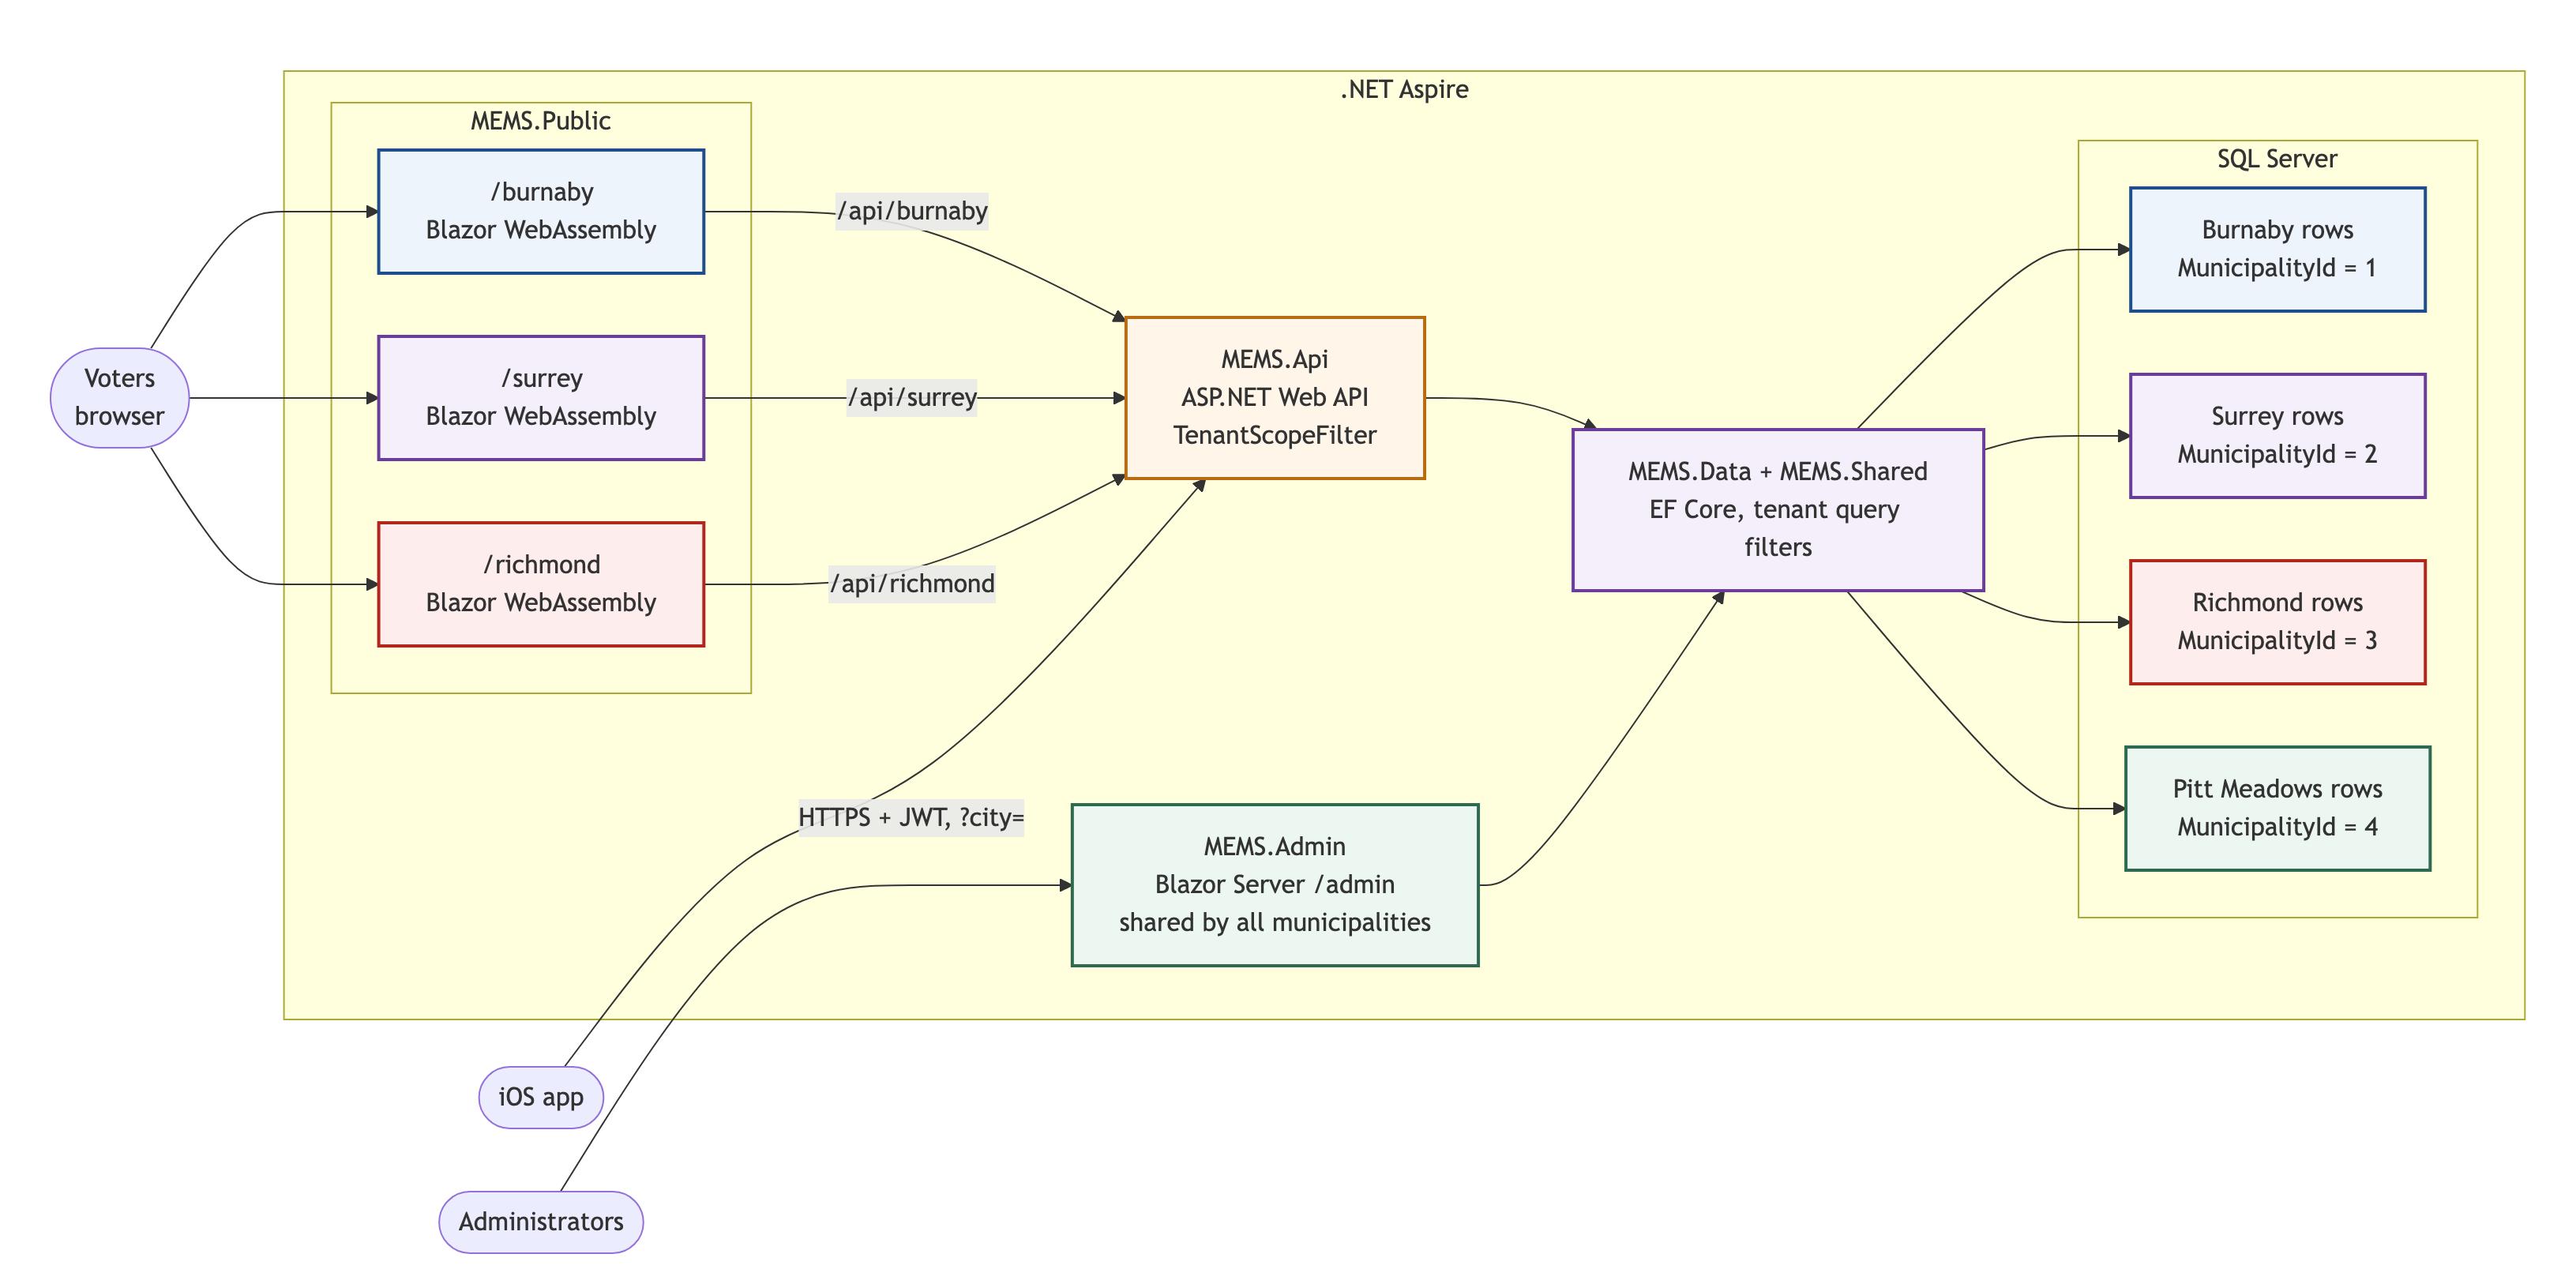 .NET Aspire
MEMS.Public
/burnaby
Blazor WebAssembly
/surrey
Blazor WebAssembly
/richmond
Blazor WebAssembly
Voters
browser
/api/burnaby
/api/surrey
/api/richmond
HTTPS + JWT, ?city=
MEMS.Api
ASP.NET Web API
TenantScopeFilter
MEMS.Data + MEMS.Shared
EF Core, tenant query
filters
MEMS.Admin
Blazor Server /admin
shared by all municipalities
SQL Server
Burnaby rows
MunicipalityId = 1
Surrey rows
MunicipalityId = 2
Richmond rows
MunicipalityId = 3
Pitt Meadows rows
MunicipalityId = 4
iOS app
Administrators